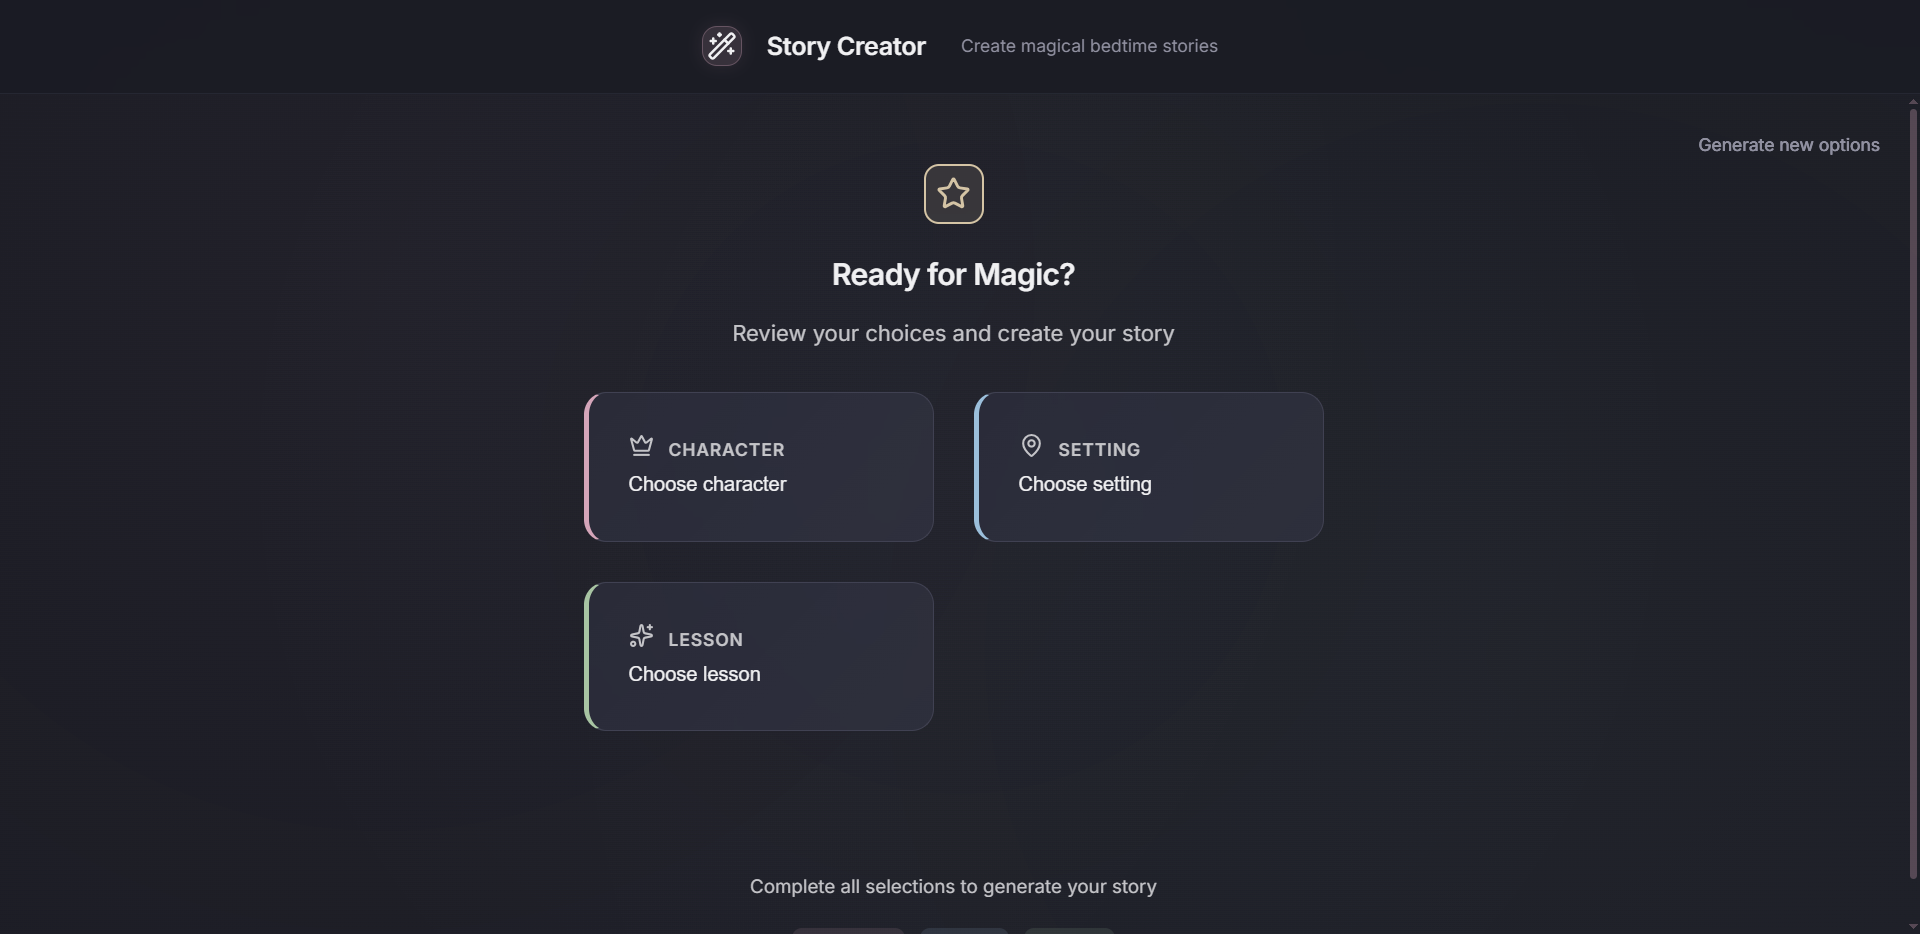 Story Creator
Create magical bedtime stories
Generate new options
Ready for Magic?
Review your choices and create your story
CHARACTER
Choose character
SETTING
Choose setting
LESSON
Choose lesson
Complete all selections to generate your story